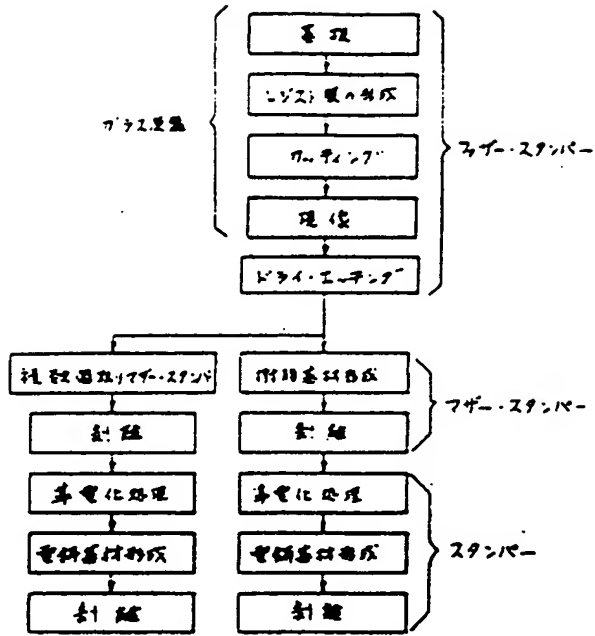 基板
レジスト膜の形成
ガラス原盤
カッティング
ファザー・スタンパー
現像
ドライ・エッチング
樹脂基材形成
マザー・スタンパー
剥離
剥離
導電化処理
導電化処理
電鋳基材形成
電鋳基材形成
スタンパー
剥離
剥離